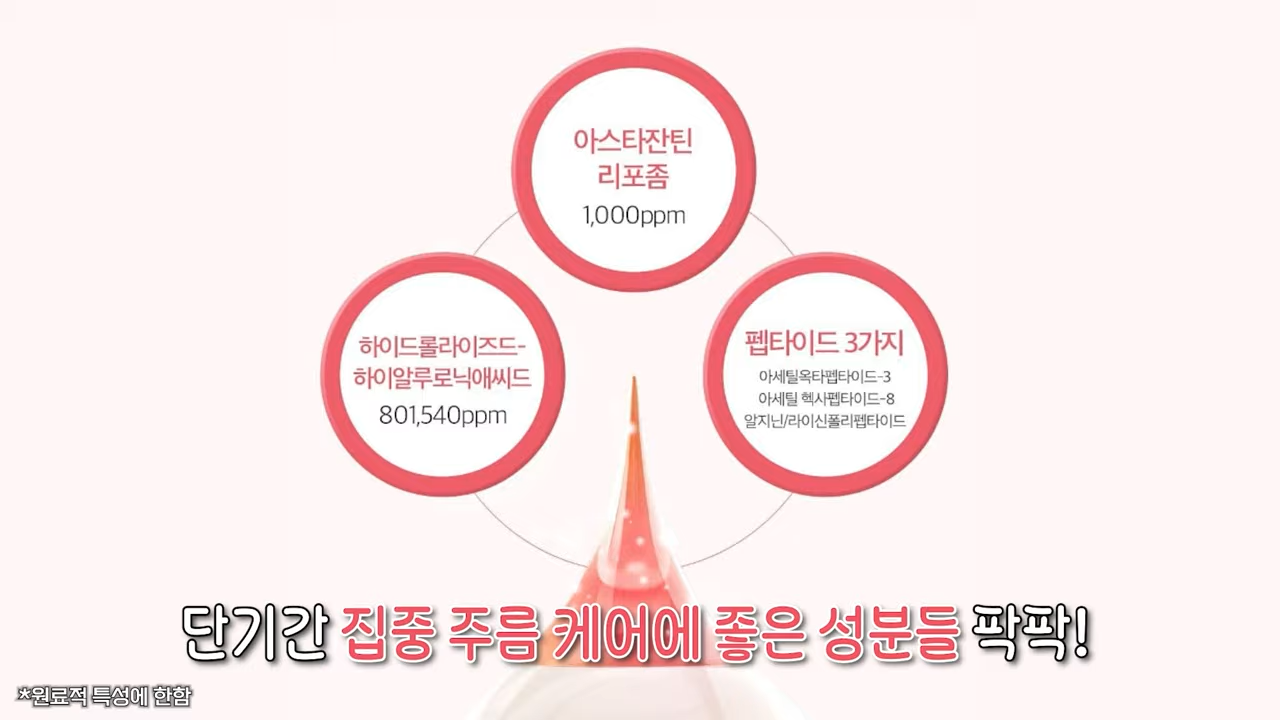 아스타잔틴
리포좀
1,000ppm
하이드롤라이즈드-
하이알루로닉애씨드
801,540ppm
펩타이드 3가지
아세틸옥타펩타이드-3
아세틸 헥사펩타이드-8
알지닌/라이신폴리펩타이드
단기간 집중 주름 케어에 좋은 성분들 팍팍!
*원료적 특성에 한함